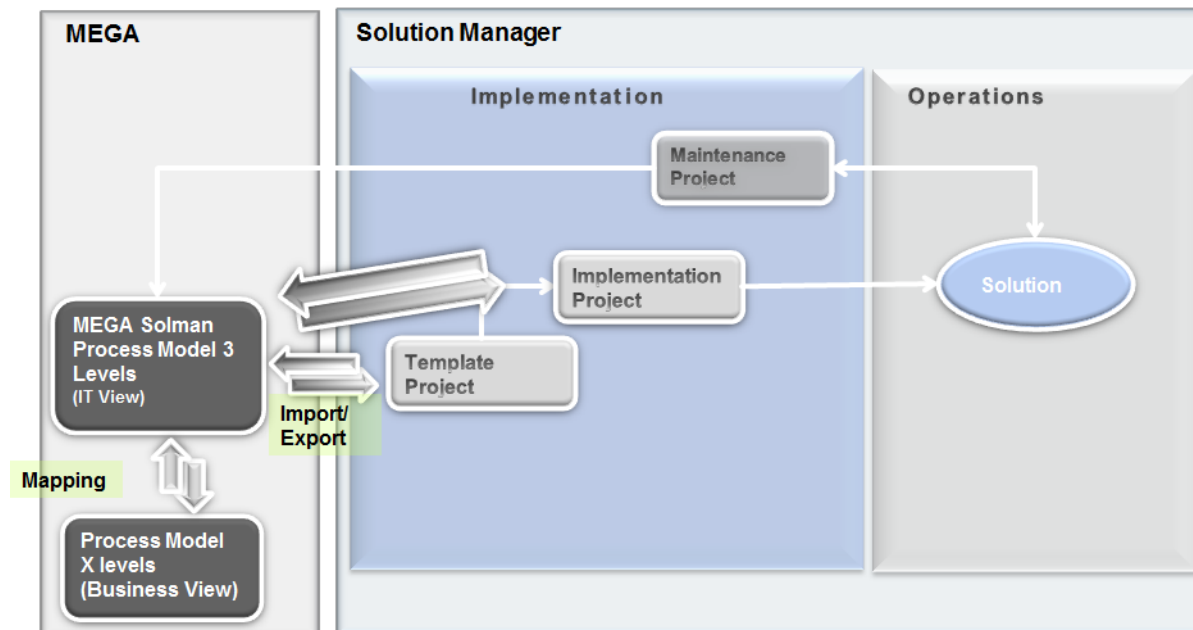 MEGA
Solution Manager
Implementation
Operations
Maintenance
Project
Implementation
Project
Solution
MEGA Solman
Process Model 3
Levels
(IT View)
Template
Project
Import/
Export
Mapping
Process Model
X levels
(Business View)